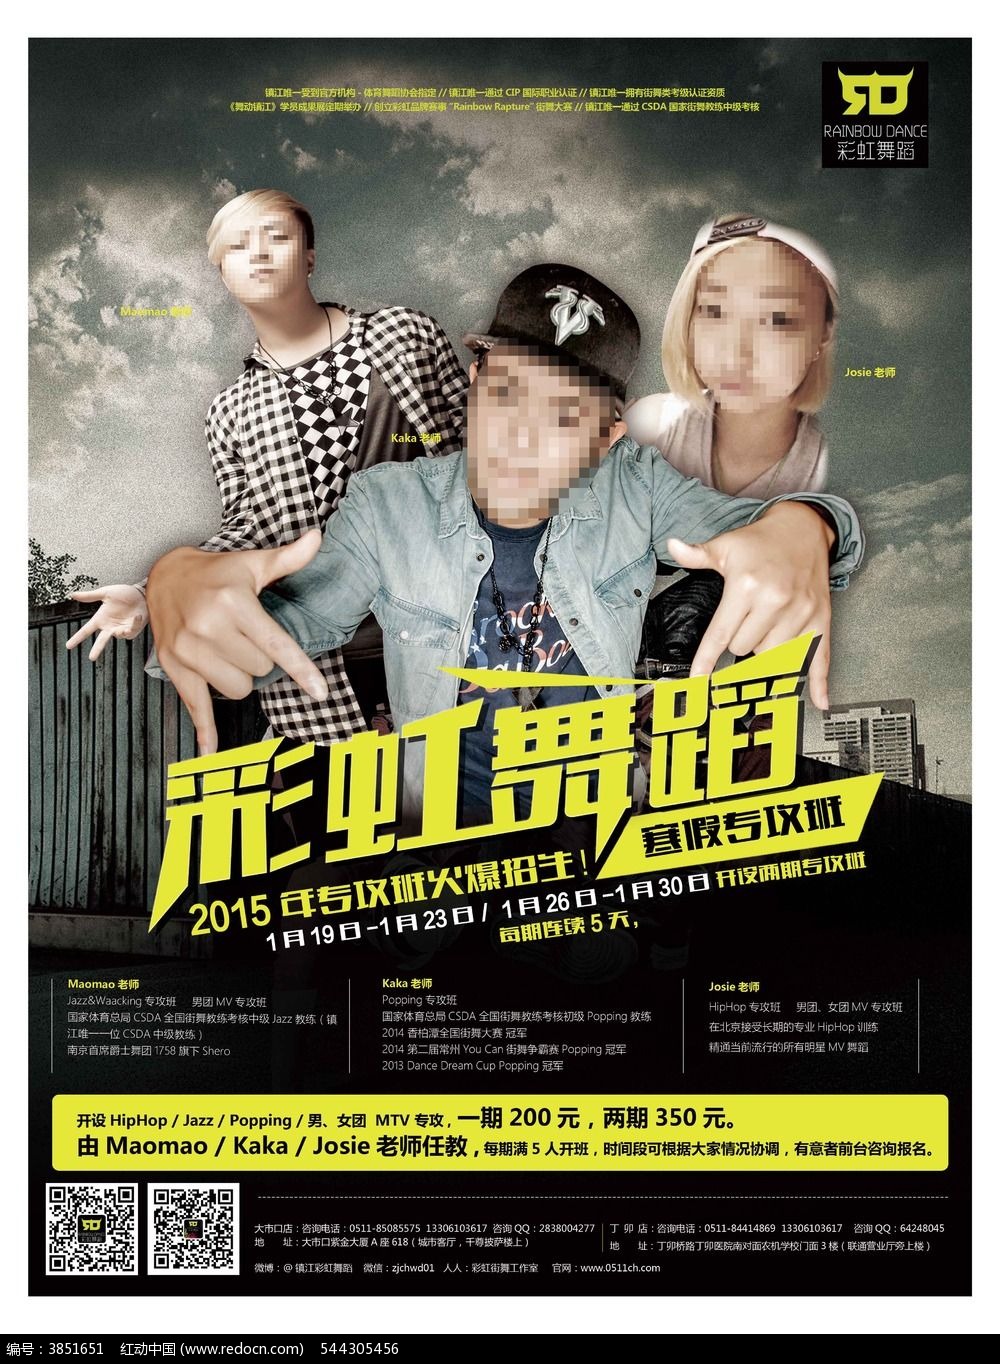 镇江唯一受到官方机构 - 体育舞蹈协会指定 // 镇江唯一通过 CIP 国际职业认证 // 镇江唯一拥有街舞类考级认证资质
《舞动镇江》学员成果展定期举办 // 创立彩虹品牌赛事 “Rainbow Rapture” 街舞大赛 // 镇江唯一通过 CSDA 国家街舞教练中级考核
RAINBOW DANCE
彩虹舞蹈
Maomao 老师
Josie 老师
Kaka 老师
彩虹舞蹈
寒假专攻班
2015 年专攻班火爆招生！
1月19日-1月23日 / 1月26日-1月30日 开设两期专攻班
每期连续 5 天，
Maomao 老师
Jazz&Waacking 专攻班 男团 MV 专攻班
国家体育总局 CSDA 全国街舞教练考核中级 Jazz 教练（镇
江唯一一位 CSDA 中级教练）
南京首席爵士舞团 1758 旗下 Shero
Kaka 老师
Popping 专攻班
国家体育总局 CSDA 全国街舞教练考核初级 Popping 教练
2014 香柏潭全国街舞大赛 冠军
2014 第二届常州 You Can 街舞争霸赛 Popping 冠军
2013 Dance Dream Cup Popping 冠军
Josie 老师
HipHop 专攻班 男团、女团 MV 专攻班
在北京接受长期的专业 HipHop 训练
精通当前流行的所有明星 MV 舞蹈
开设 HipHop / Jazz / Popping / 男、女团 MTV 专攻，一期 200 元，两期 350 元。
由 Maomao / Kaka / Josie 老师任教，每期满 5 人开班，时间段可根据大家情况协调，有意者前台咨询报名。
大市口店：咨询电话：0511-85085575 13306103617 咨询 QQ：2838004277
地 址：大市口紫金大厦 A 座 618（城市客厅，千尊披萨楼上）
丁 卯 店：咨询电话：0511-84414869 13306103617 咨询 QQ：64248045
地 址：丁卯桥路丁卯医院南对面农机学校门面 3 楼（联通营业厅旁上楼）
微博：@ 镇江彩虹舞蹈 微信：zjchwd01 人人：彩虹街舞工作室 官网：www.0511ch.com
编号：3851651 红动中国 (www.redocn.com) 544305456